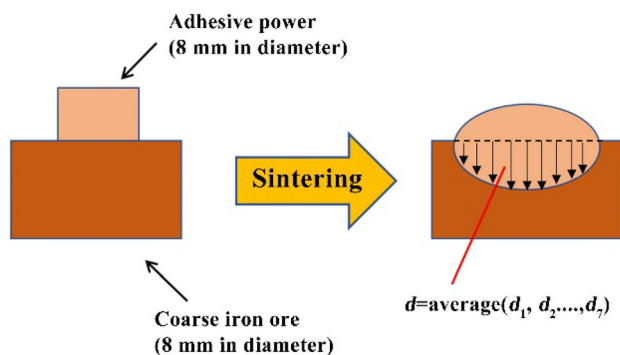 Adhesive power
(8 mm in diameter)
Sintering
Coarse iron ore
(8 mm in diameter)
d=average(d1, d2....,d7)